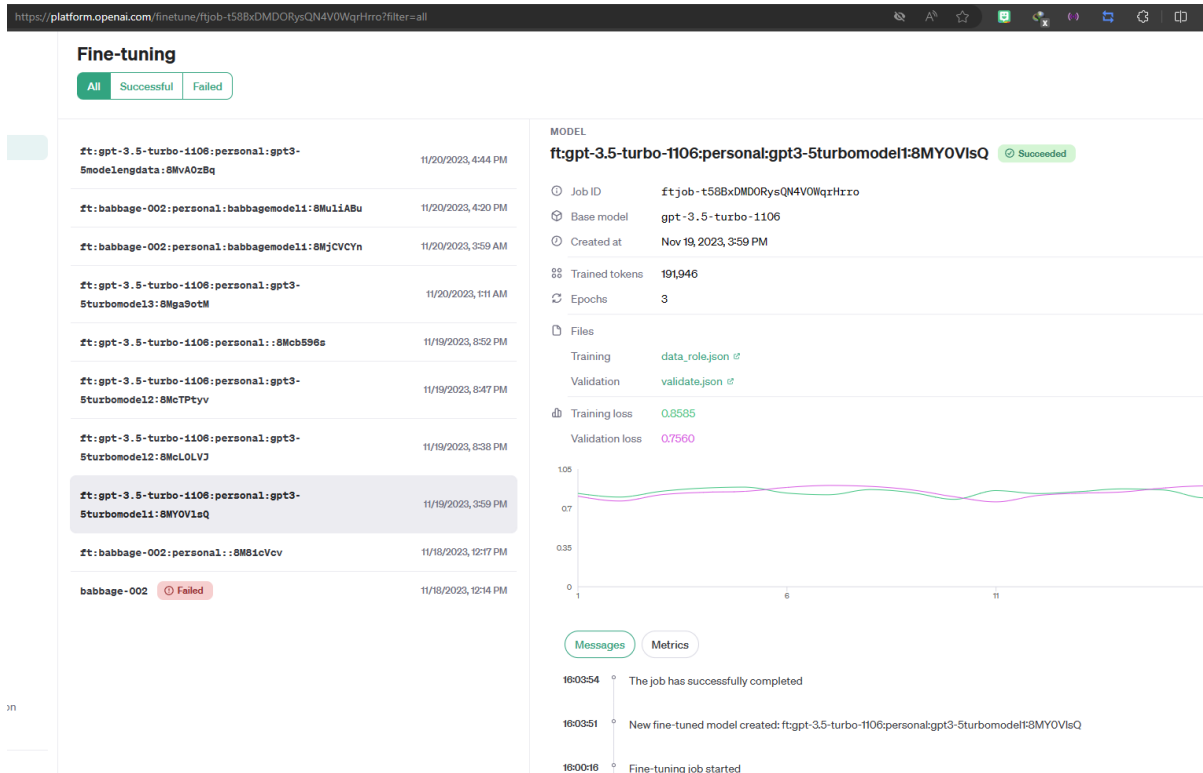 https://platform.openai.com/finetune/ftjob-t58BxDMDORysQN4V0WqrHrro?filter=all
Fine-tuning
All Successful Failed
ft:gpt-3.5-turbo-1106:personal:gpt3-
5modelengdata:8MvAOzBq
11/20/2023, 4:44 PM
ft:babbage-002:personal:babbagemodel1:8MuliABu
11/20/2023, 4:20 PM
ft:babbage-002:personal:babbagemodel1:8MjCVCYn
11/20/2023, 3:59 AM
ft:gpt-3.5-turbo-1106:personal:gpt3-
5turbomodel3:8Mga9otM
11/20/2023, 1:11 AM
ft:gpt-3.5-turbo-1106:personal::8Mcb596s
11/19/2023, 8:52 PM
ft:gpt-3.5-turbo-1106:personal:gpt3-
5turbomodel2:8McTPtyv
11/19/2023, 8:47 PM
ft:gpt-3.5-turbo-1106:personal:gpt3-
5turbomodel2:8McLOLVJ
11/19/2023, 8:38 PM
ft:gpt-3.5-turbo-1106:personal:gpt3-
5turbomodel1:8MYOVlsQ
11/19/2023, 3:59 PM
ft:babbage-002:personal::8M8icVcv
11/18/2023, 12:17 PM
babbage-002 Failed
11/18/2023, 12:14 PM
on
MODEL
ft:gpt-3.5-turbo-1106:personal:gpt3-5turbomodel1:8MYOVlsQ Succeeded
Job ID ftjob-t58BxDMDORysQN4V0WqrHrro
Base model gpt-3.5-turbo-1106
Created at Nov 19, 2023, 3:59 PM
Trained tokens 191,946
Epochs 3
Files
Training data_role.json
Validation validate.json
Training loss 0.8585
Validation loss 0.7560
1.05
0.7
0.35
0
1 6 11
Messages Metrics
16:03:54 The job has successfully completed
16:03:51 New fine-tuned model created: ft:gpt-3.5-turbo-1106:personal:gpt3-5turbomodel1:8MYOVlsQ
16:00:16 Fine-tuning job started